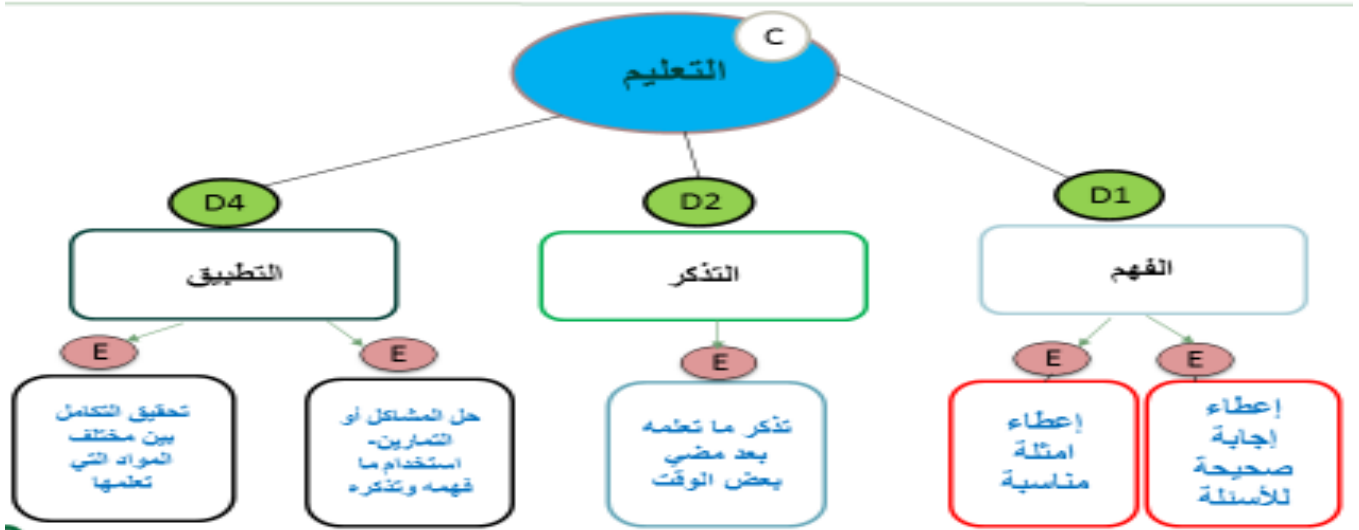 C
التعليم
D1
D2
D4
الفهم
التذكر
التطبيق
E
إعطاء
إجابة
صحيحة
للأسئلة
E
إعطاء
امثلة
مناسبة
E
تذكر ما تعلمه
بعد مضي
بعض الوقت
E
حل المشاكل أو
التمارين-
استخدام ما
فهمه وتذكره
E
تحقيق التكامل
بين مختلف
المواد التي
تعلمها